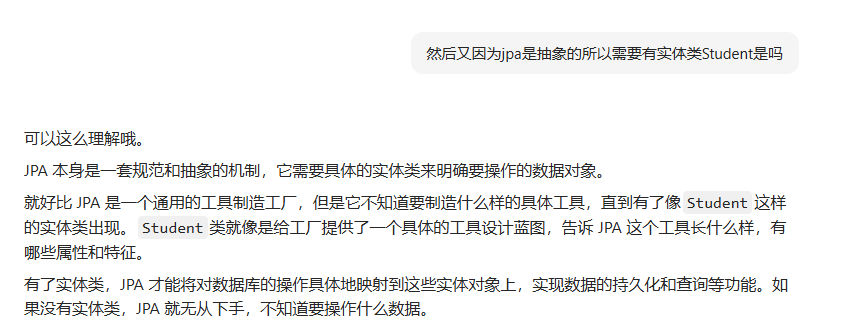 然后又因为jpa是抽象的所以需要有实体类Student是吗
可以这么理解哦。
JPA 本身是一套规范和抽象的机制，它需要具体的实体类来明确要操作的数据对象。
就好比 JPA 是一个通用的工具制造工厂，但是它不知道要制造什么样的具体工具，直到有了像 Student 这样
的实体类出现。 Student 类就像是给工厂提供了一个具体的工具设计蓝图，告诉 JPA 这个工具长什么样，有
哪些属性和特征。
有了实体类，JPA 才能将对数据库的操作具体地映射到这些实体对象上，实现数据的持久化和查询等功能。如
果没有实体类，JPA 就无从下手，不知道要操作什么数据。